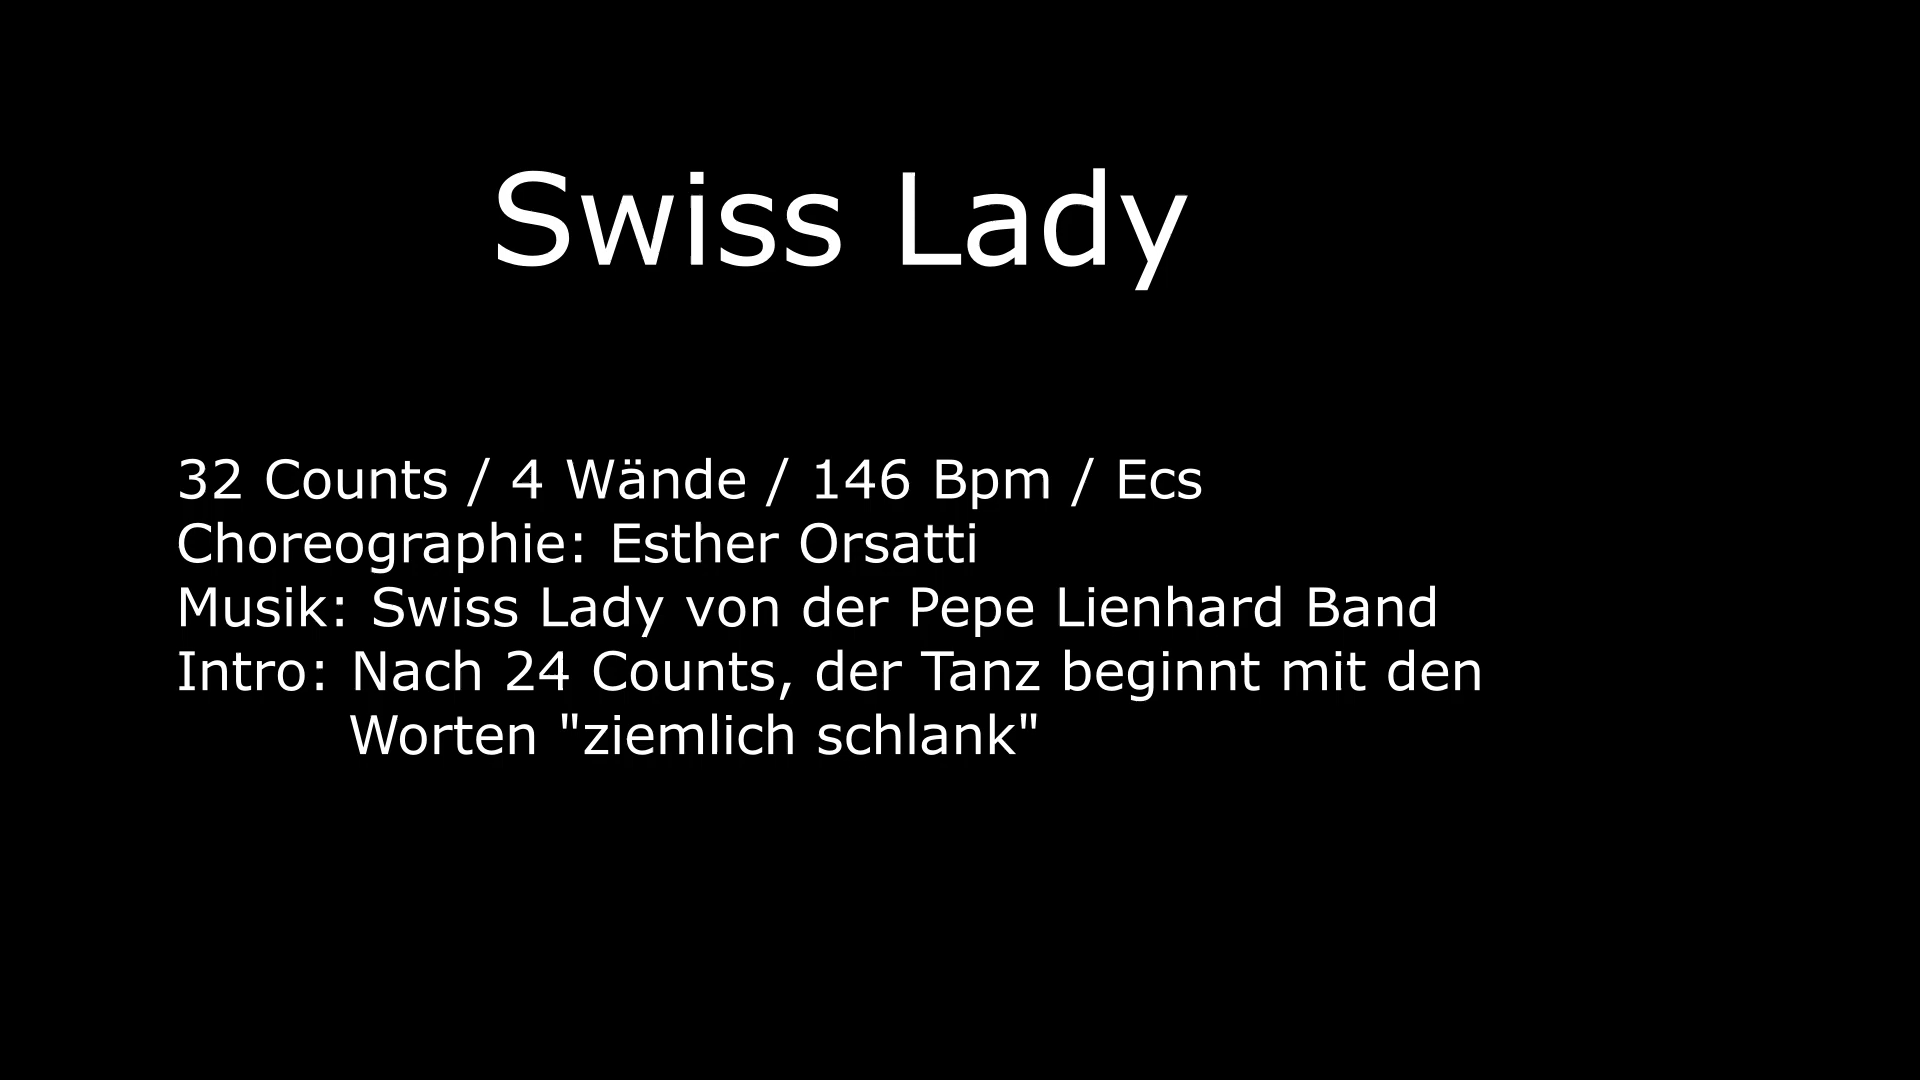 Swiss Lady
32 Counts / 4 Wände / 146 Bpm / Ecs
Choreographie: Esther Orsatti
Musik: Swiss Lady von der Pepe Lienhard Band
Intro: Nach 24 Counts, der Tanz beginnt mit den
Worten "ziemlich schlank"